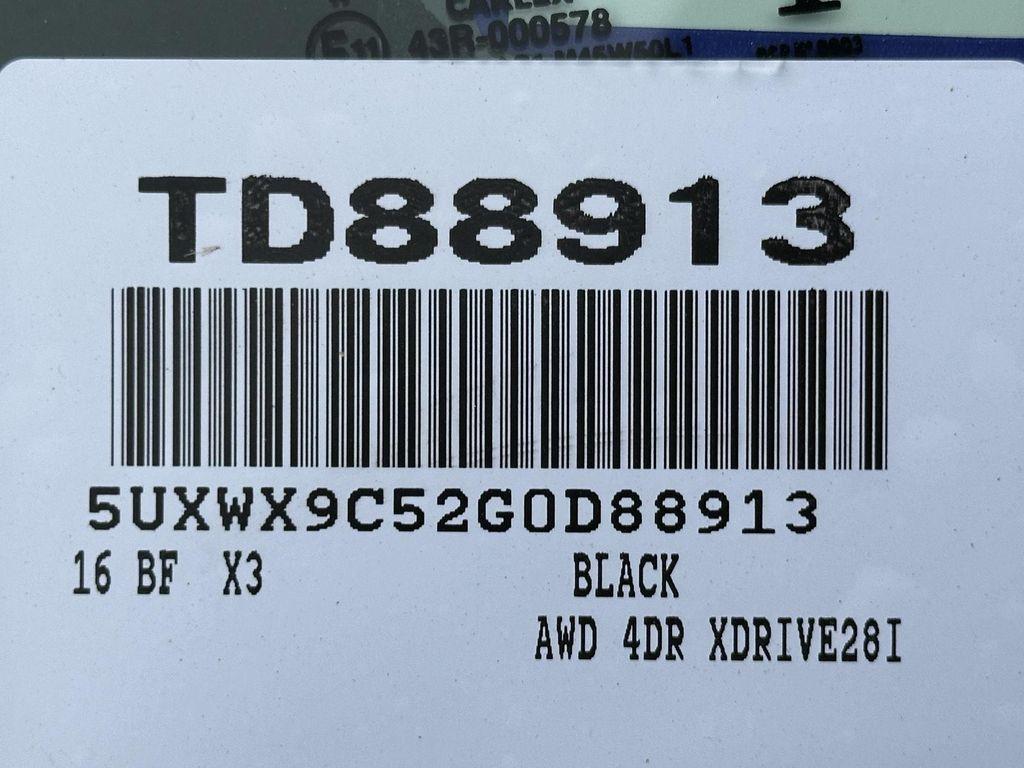 43R-000578
TD88913
5UXWX9C52G0D88913
16 BF X3 BLACK
AWD 4DR XDRIVE28I